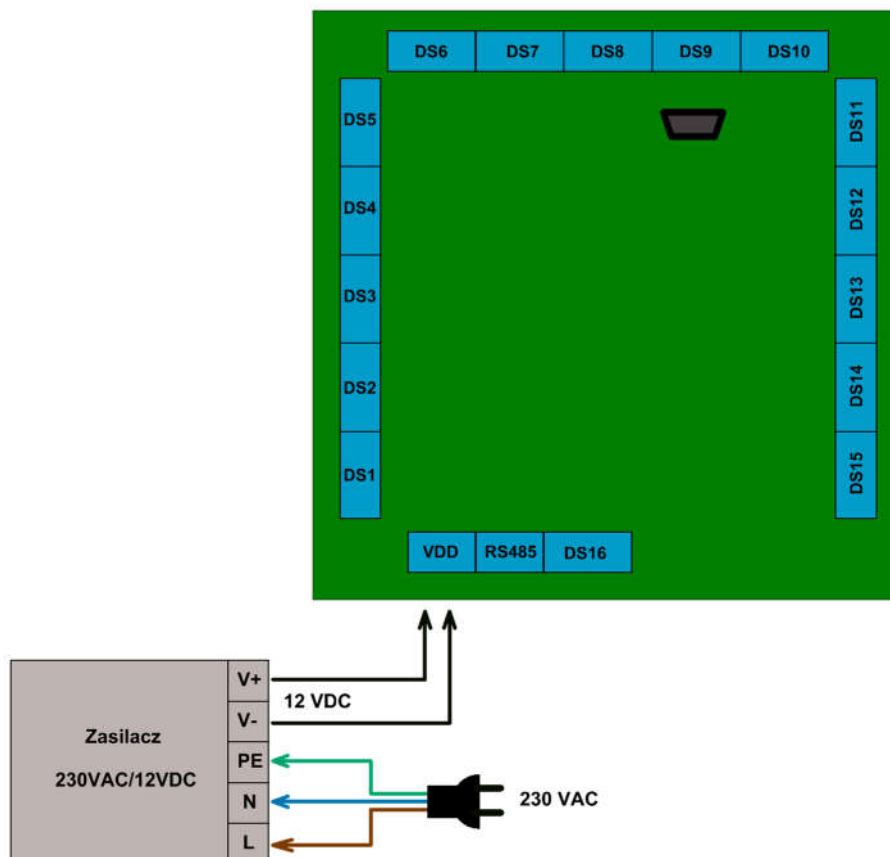 DS6 DS7 DS8 DS9 DS10
DS5
DS4
DS3
DS2
DS1
DS11
DS12
DS13
DS14
DS15
VDD RS485 DS16
12 VDC
Zasilacz
230VAC/12VDC
V+
V-
PE
N
L
230 VAC